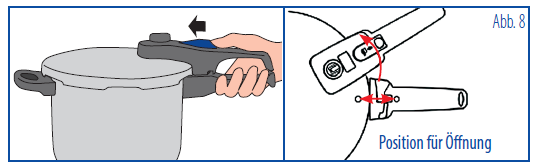 Abb. 8
Position für Öffnung